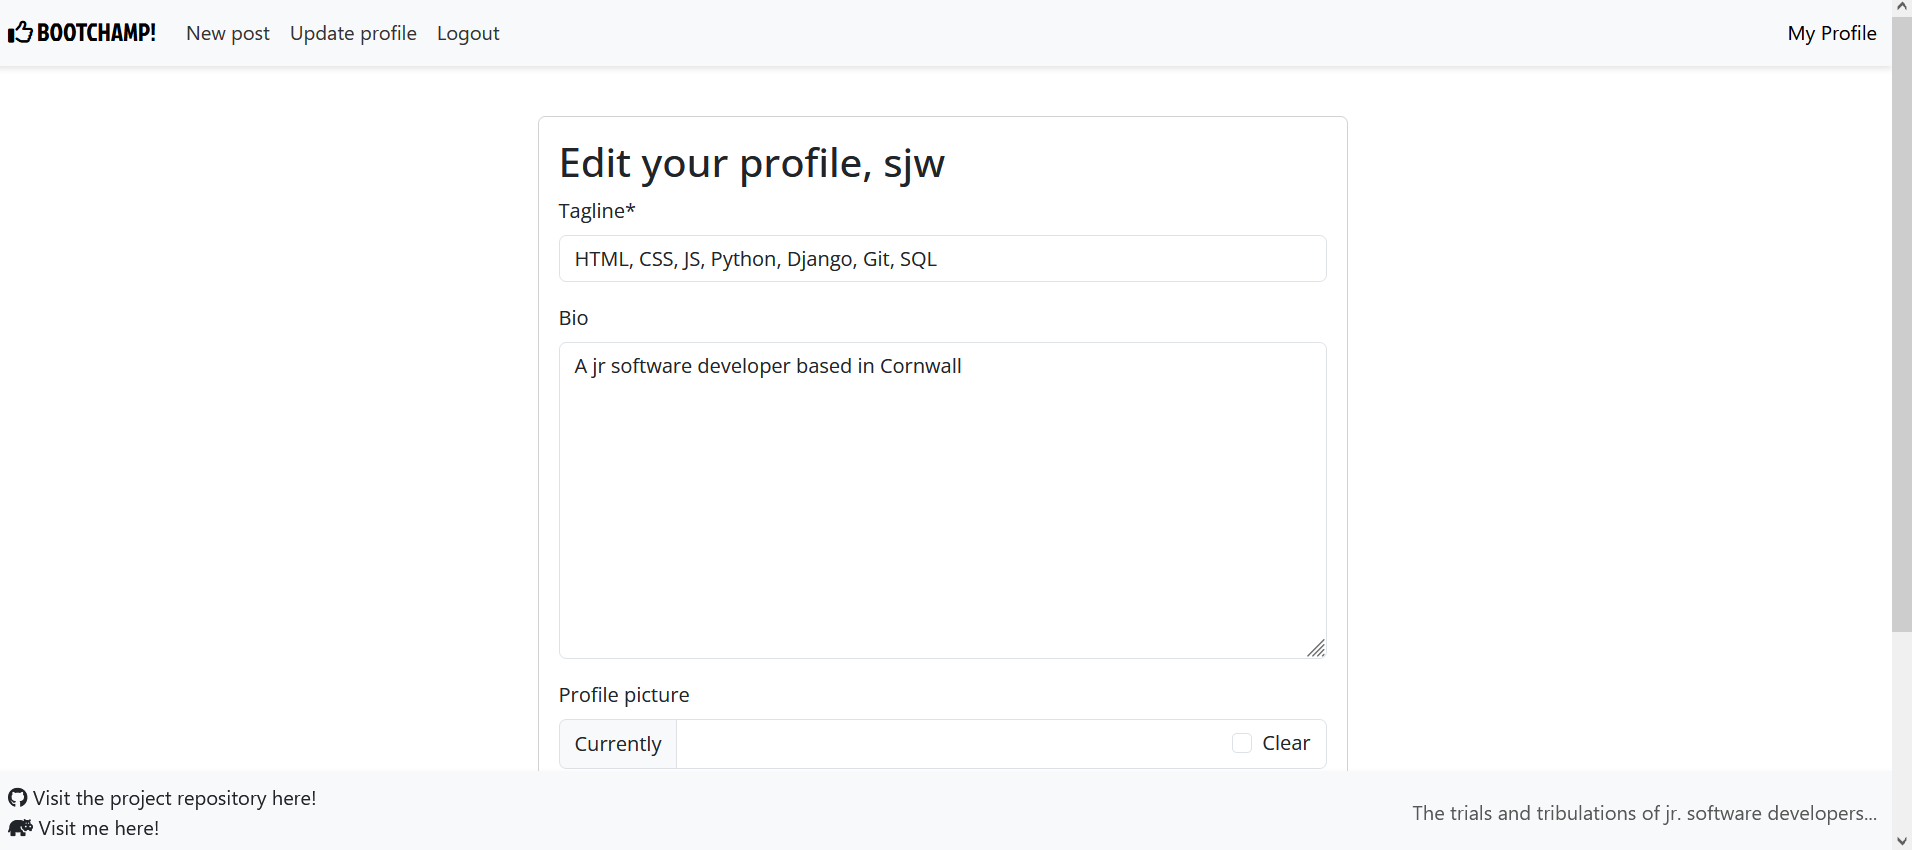 BOOTCHAMP! New post Update profile Logout My Profile
Edit your profile, sjw
Tagline*
HTML, CSS, JS, Python, Django, Git, SQL
Bio
A jr software developer based in Cornwall
Profile picture
Currently Clear
Visit the project repository here!
Visit me here!
The trials and tribulations of jr. software developers...